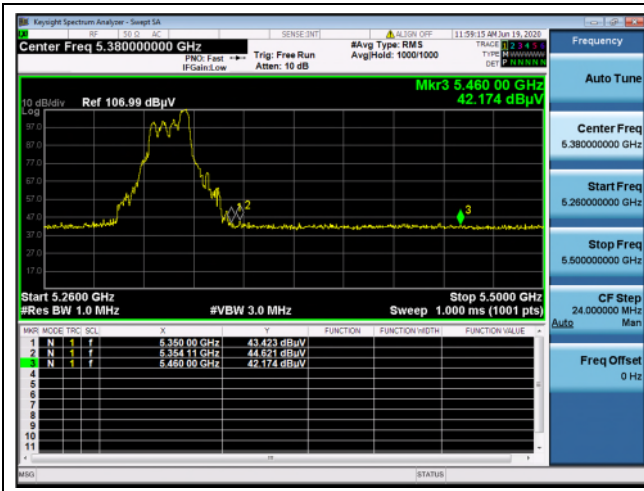 Keysight Spectrum Analyzer - Swept SA
RF 50 Ω AC SENSE:INT ALIGN OFF 11:59:15 AM Jun 19, 2020
Center Freq 5.380000000 GHz
PNO: Fast
IFGain:Low
Trig: Free Run
Atten: 10 dB
#Avg Type: RMS
Avg|Hold: 1000/1000
TRACE 1 2 3 4 5 6
TYPE M WWWWW
DET P N N N N N
Mkr3 5.460 00 GHz
42.174 dBµV
10 dB/div Ref 106.99 dBµV
Log
97.0
87.0
77.0
67.0
57.0
47.0
37.0
27.0
17.0
1 2
3
Start 5.2600 GHz Stop 5.5000 GHz
#Res BW 1.0 MHz #VBW 3.0 MHz Sweep 1.000 ms (1001 pts)
MKR MODE TRC SCL X Y FUNCTION FUNCTION WIDTH FUNCTION VALUE
1 N 1 f 5.350 00 GHz 43.423 dBµV
2 N 1 f 5.354 11 GHz 44.621 dBµV
3 N 1 f 5.460 00 GHz 42.174 dBµV
4
5
6
7
8
9
10
11
MSG STATUS
Frequency
Auto Tune
Center Freq
5.380000000 GHz
Start Freq
5.260000000 GHz
Stop Freq
5.500000000 GHz
CF Step
24.000000 MHz
Auto Man
Freq Offset
0 Hz